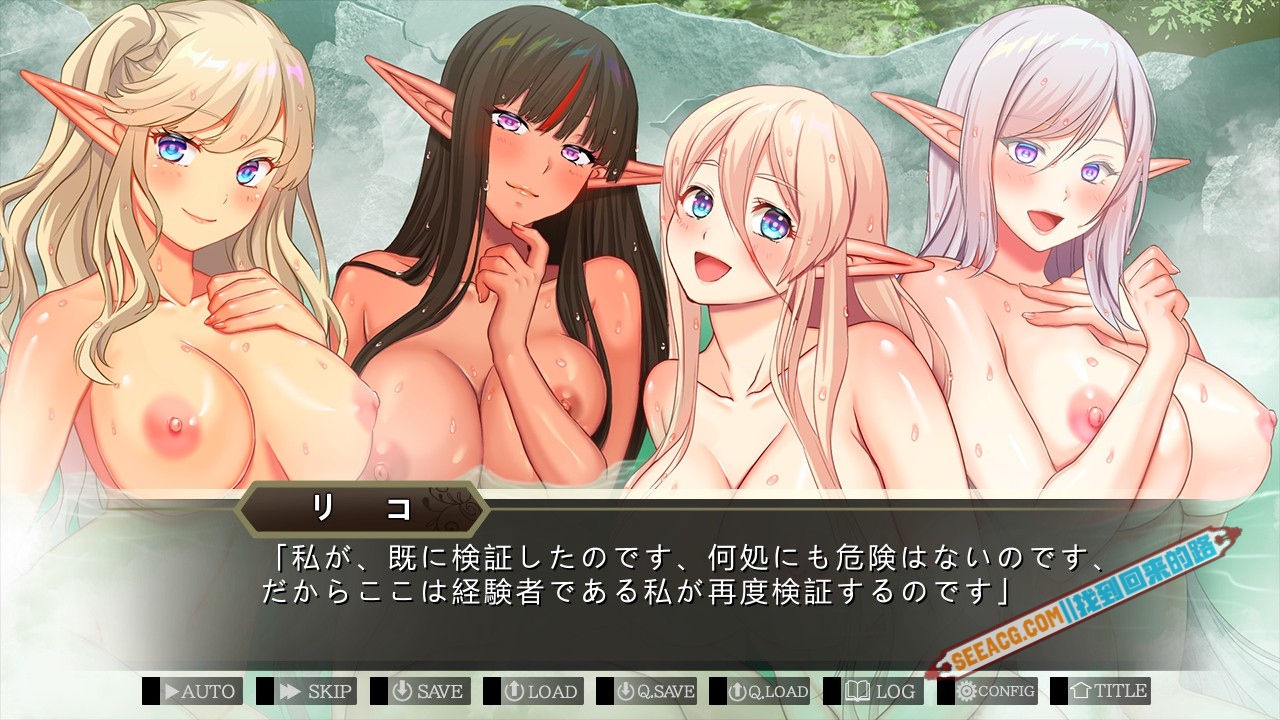 リコ
「私が、既に検証したのです、何処にも危険はないのです、
だからここは経験者である私が再度検証するのです」
SEEACG.COM||找到回来的路
AUTO SKIP SAVE LOAD Q.SAVE Q.LOAD LOG CONFIG TITLE